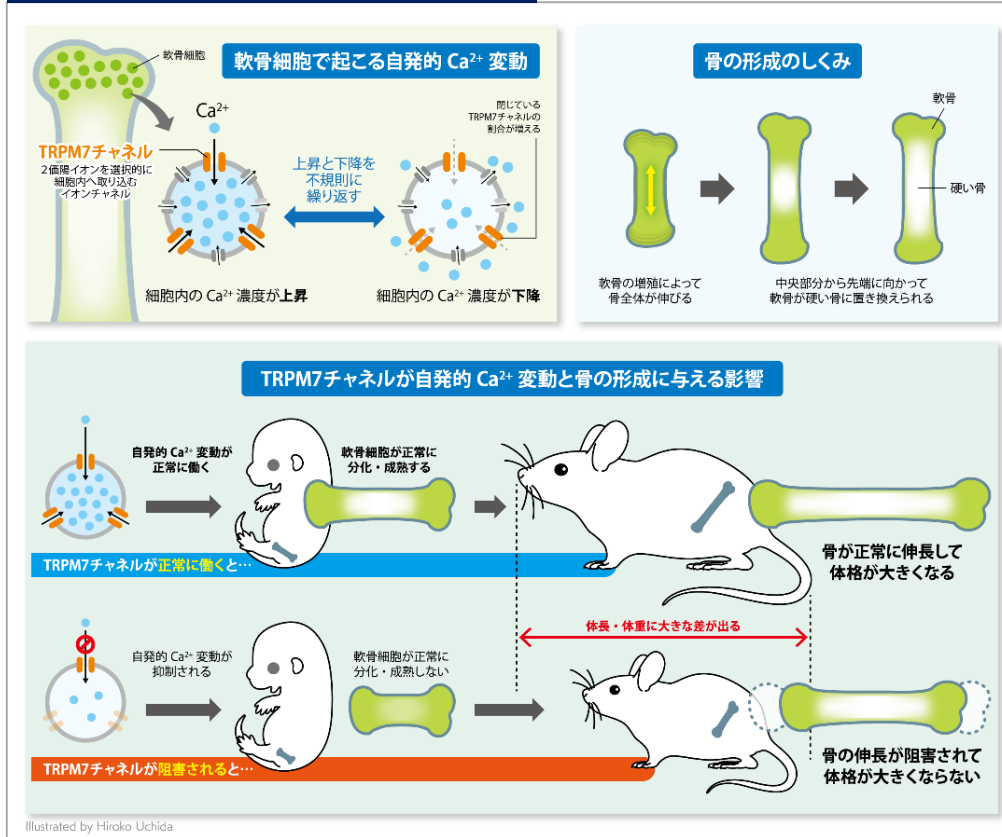 軟骨細胞で起こる自発的 Ca²⁺ 変動
軟骨細胞
Ca²⁺
TRPM7チャネル
2価陽イオンを選択的に
細胞内へ取り込む
イオンチャネル
上昇と下降を
不規則に
繰り返す
閉じている
TRPM7チャネルの
割合が増える
細胞内の Ca²⁺ 濃度が上昇
細胞内の Ca²⁺ 濃度が下降
骨の形成のしくみ
軟骨
硬い骨
軟骨の増殖によって
骨全体が伸びる
中央部分から先端に向かって
軟骨が硬い骨に置き換えられる
TRPM7チャネルが自発的 Ca²⁺ 変動と骨の形成に与える影響
自発的 Ca²⁺ 変動が
正常に働く
軟骨細胞が正常に
分化・成熟する
骨が正常に伸長して
体格が大きくなる
TRPM7チャネルが正常に働くと…
体長・体重に大きな差が出る
自発的 Ca²⁺ 変動が
抑制される
軟骨細胞が正常に
分化・成熟しない
骨の伸長が阻害されて
体格が大きくならない
TRPM7チャネルが阻害されると…
Illustrated by Hiroko Uchida